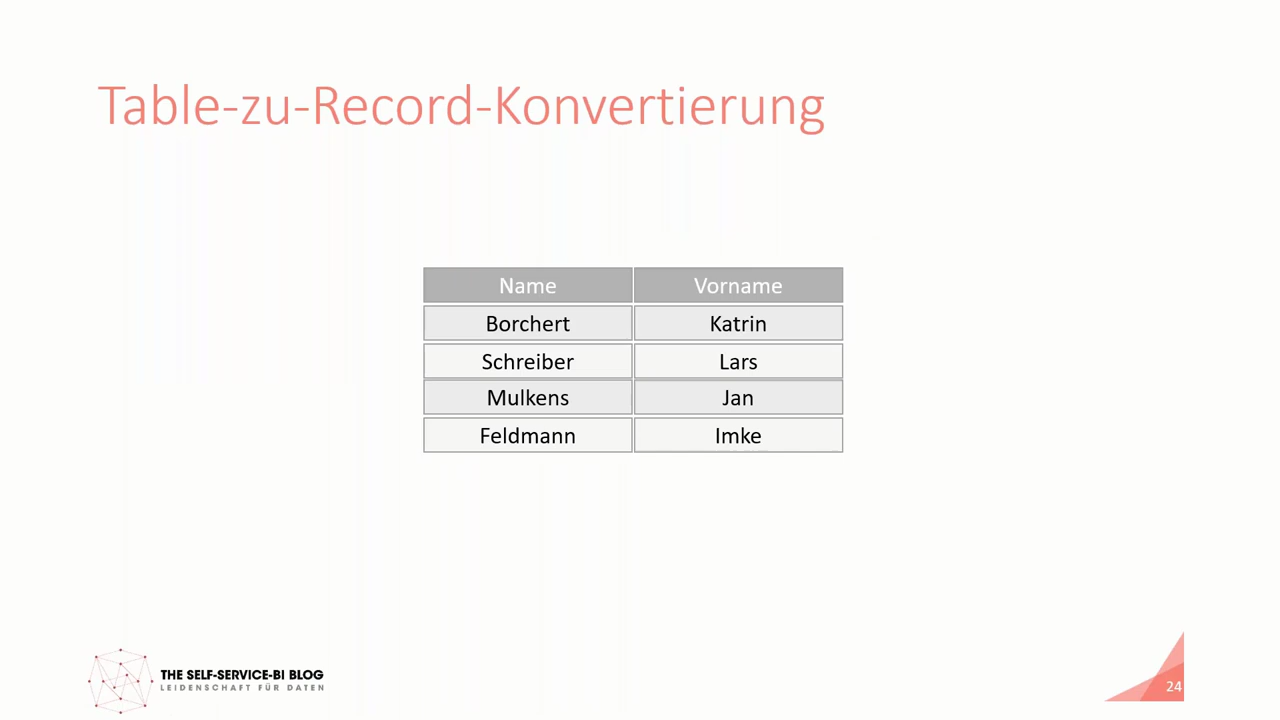 Table-zu-Record-Konvertierung
Name Vorname
Borchert Katrin
Schreiber Lars
Mulkens Jan
Feldmann Imke
THE SELF-SERVICE-BI BLOG
LEIDENSCHAFT FÜR DATEN
24